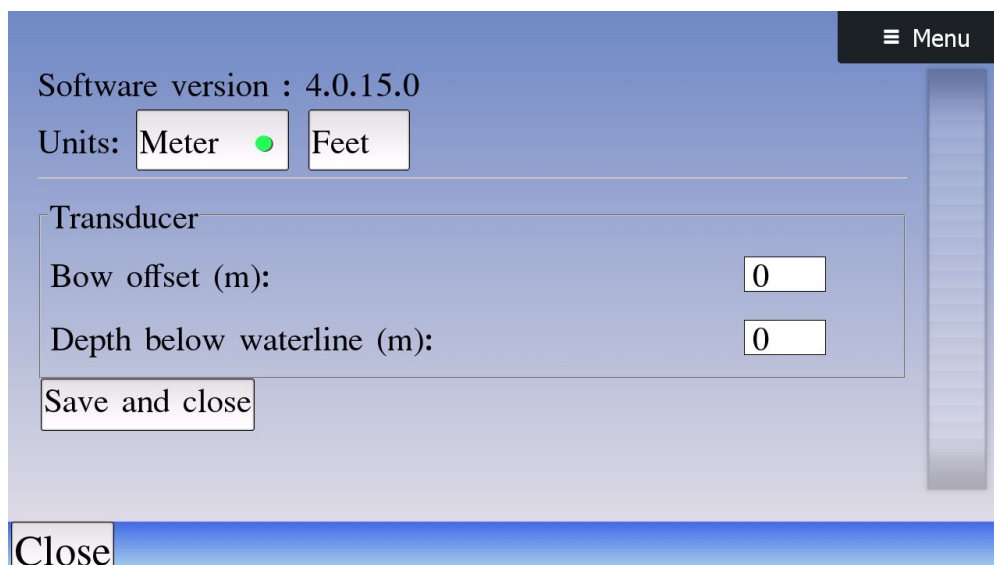 ≡ Menu
Software version : 4.0.15.0
Units: Meter Feet
Transducer
Bow offset (m): 0
Depth below waterline (m): 0
Save and close
Close